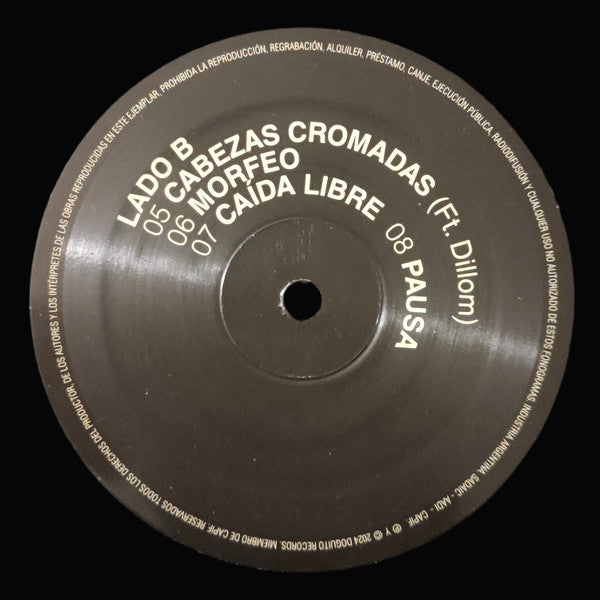 LADO B
05 CABEZAS CROMADAS (Ft. Dillom)
06 MORFEO
07 CAÍDA LIBRE 08 PAUSA
RESERVADOS TODOS LOS DERECHOS DEL PRODUCTOR, DE LOS AUTORES Y LOS INTÉRPRETES DE LAS OBRAS REPRODUCIDAS EN ESTE EJEMPLAR, PROHIBIDA LA REPRODUCCIÓN, REGRABACIÓN, ALQUILER, PRÉSTAMO, CANJE, EJECUCIÓN PÚBLICA, RADIODIFUSIÓN Y CUALQUIER USO NO AUTORIZADO DE ESTOS FONOGRAMAS INDUSTRIA ARGENTINA, SADAIC - AADI - CAPIF. ℗ Y © 2024 DOGUITO RECORDS. MIEMBRO DE CAPIF.